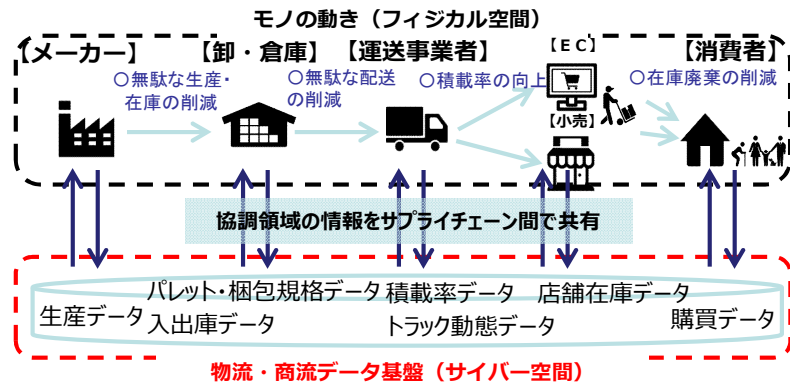 モノの動き（フィジカル空間）
【メーカー】
【卸・倉庫】
【運送事業者】
【ＥＣ】
【消費者】
〇無駄な生産・
在庫の削減
〇無駄な配送
の削減
〇積載率の向上
〇在庫廃棄の削減
【小売】
協調領域の情報をサプライチェーン間で共有
生産データ
パレット・梱包規格データ
入出庫データ
積載率データ
トラック動態データ
店舗在庫データ
購買データ
物流・商流データ基盤（サイバー空間）